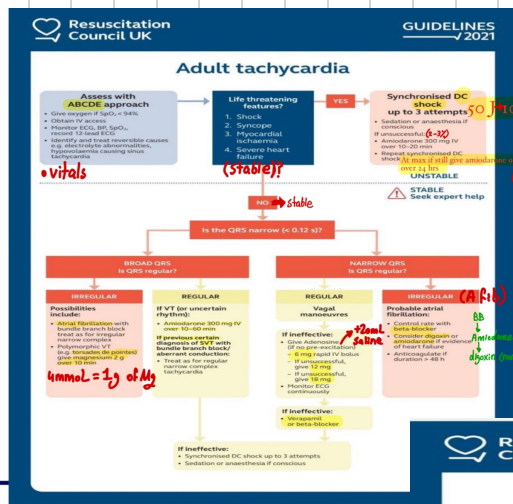 Resuscitation
Council UK
GUIDELINES
2021
Adult tachycardia
Assess with
ABCDE approach
• Give oxygen if SpO₂ < 94%
• Obtain IV access
• Monitor ECG, BP, SpO₂,
record 12-lead ECG
• Identify and treat reversible causes
e.g. electrolyte abnormalities,
hypovolaemia causing sinus
tachycardia
• vitals
Life threatening
features?
1. Shock
2. Syncope
3. Myocardial
ischaemia
4. Severe heart
failure
(stable)?
YES
Synchronised DC
shock
up to 3 attempts
50 J
• Sedation or anaesthesia if
conscious
If unsuccessful:
• Amiodarone 300 mg IV
over 10–20 min
• Repeat synchronised DC
shock
At max if still give amiodarone
over 24 hrs
UNSTABLE
STABLE
Seek expert help
NO
→ stable
Is the QRS narrow (< 0.12 s)?
BROAD QRS
Is QRS regular?
NARROW QRS
Is QRS regular?
IRREGULAR
Possibilities
include:
• Atrial fibrillation with
bundle branch block
treat as for irregular
narrow complex
• Polymorphic VT
(e.g. torsades de pointes)
give magnesium 2 g
over 10 min
4mmoL = 1g of Mg
REGULAR
If VT (or uncertain
rhythm):
• Amiodarone 300 mg IV
over 10–60 min
If previous certain
diagnosis of SVT with
bundle branch block/
aberrant conduction:
• Treat as for regular
narrow complex
tachycardia
REGULAR
Vagal
manoeuvres
If ineffective:
+20mL
saline
• Give Adenosine
(if no pre-excitation)
– 6 mg rapid IV bolus
– If unsuccessful,
give 12 mg
– If unsuccessful,
give 18 mg
• Monitor ECG
continuously
If ineffective:
• Verapamil
or beta-blocker
IRREGULAR
(A fib)
Probable atrial
fibrillation:
• Control rate with
beta-blocker
• Consider digoxin or
amiodarone if evidence
of heart failure
• Anticoagulate if
duration > 48 h
BB
↓
↓
digoxin
If ineffective:
• Synchronised DC shock up to 3 attempts
• Sedation or anaesthesia if conscious